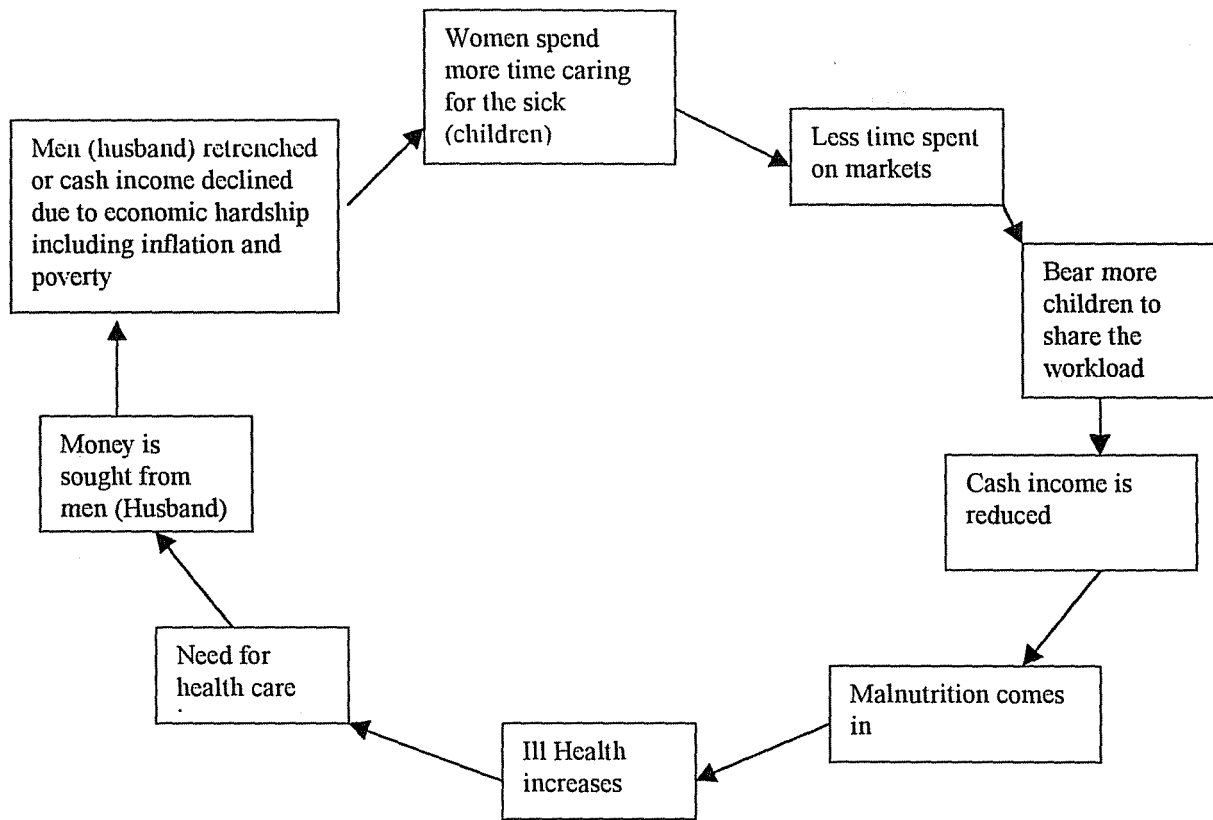 Women spend
more time caring
for the sick
(children)
Less time spent
on markets
Bear more
children to
share the
workload
Cash income is
reduced
Malnutrition comes
in
Ill Health
increases
Need for
health care
Money is
sought from
men (Husband)
Men (husband) retrenched
or cash income declined
due to economic hardship
including inflation and
poverty